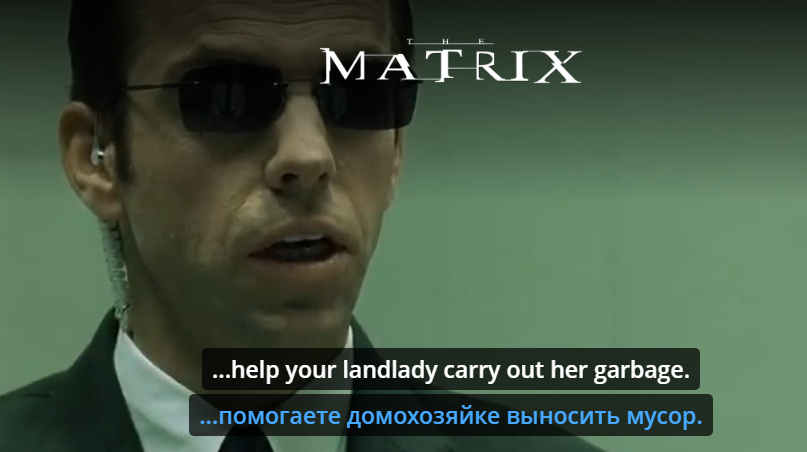 THE
MATRIX
...help your landlady carry out her garbage.
...помогаете домохозяйке выносить мусор.